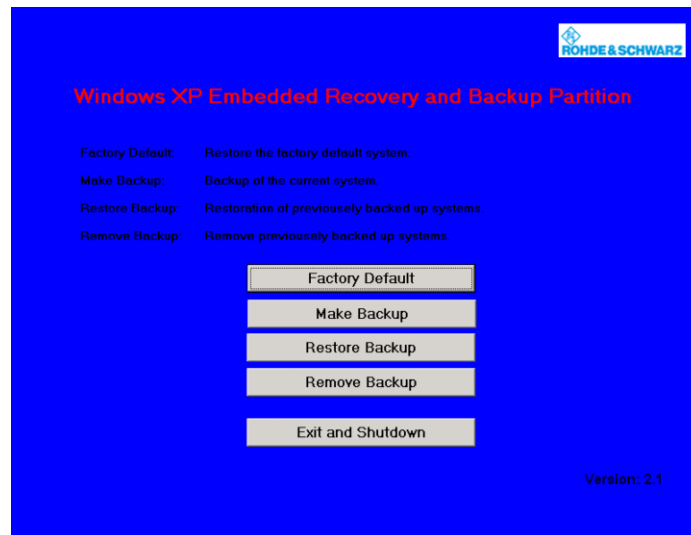 ROHDE & SCHWARZ
Windows XP Embedded Recovery and Backup Partition
Factory Default: Restore the factory default system.
Make Backup: Backup of the current system.
Restore Backup: Restoration of previousely backed up systems.
Remove Backup: Remove previousely backed up systems.
Factory Default
Make Backup
Restore Backup
Remove Backup
Exit and Shutdown
Version: 2.1